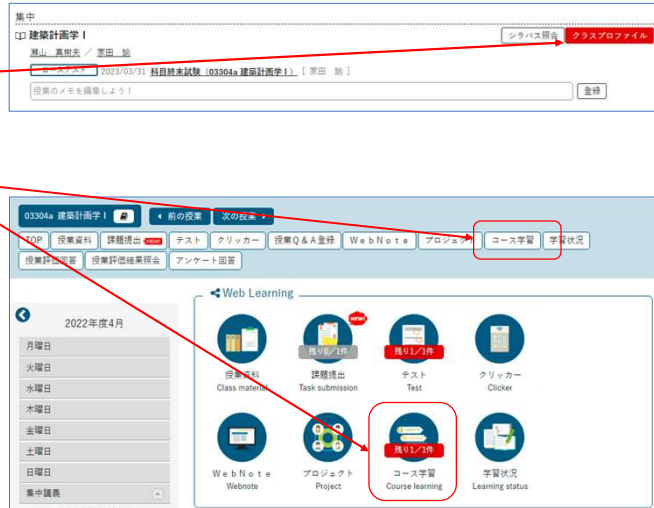 集中
建築計画学Ⅰ
シラバス照会 クラスプロファイル
瀬山 真樹夫 / 家田 諭
コーステスト 2023/03/31 科目終末試験（03304a 建築計画学Ⅰ）[ 家田 諭 ]
授業のメモを編集しよう！ 登録
03304a 建築計画学Ⅰ 前の授業 次の授業
TOP 授業資料 課題提出 NEW! テスト クリッカー 授業Q＆A登録 WebNote プロジェクト コース学習 学習状況
授業評価回答 授業評価結果照会 アンケート回答
Web Learning
2022年度4月
月曜日
火曜日
水曜日
木曜日
金曜日
土曜日
日曜日
集中講義
NEW!
残り0/1件 残り1/1件
授業資料 課題提出 テスト クリッカー
Class material Task submission Test Clicker
残り1/1件
WebNote プロジェクト コース学習 学習状況
Webnote Project Course learning Learning status